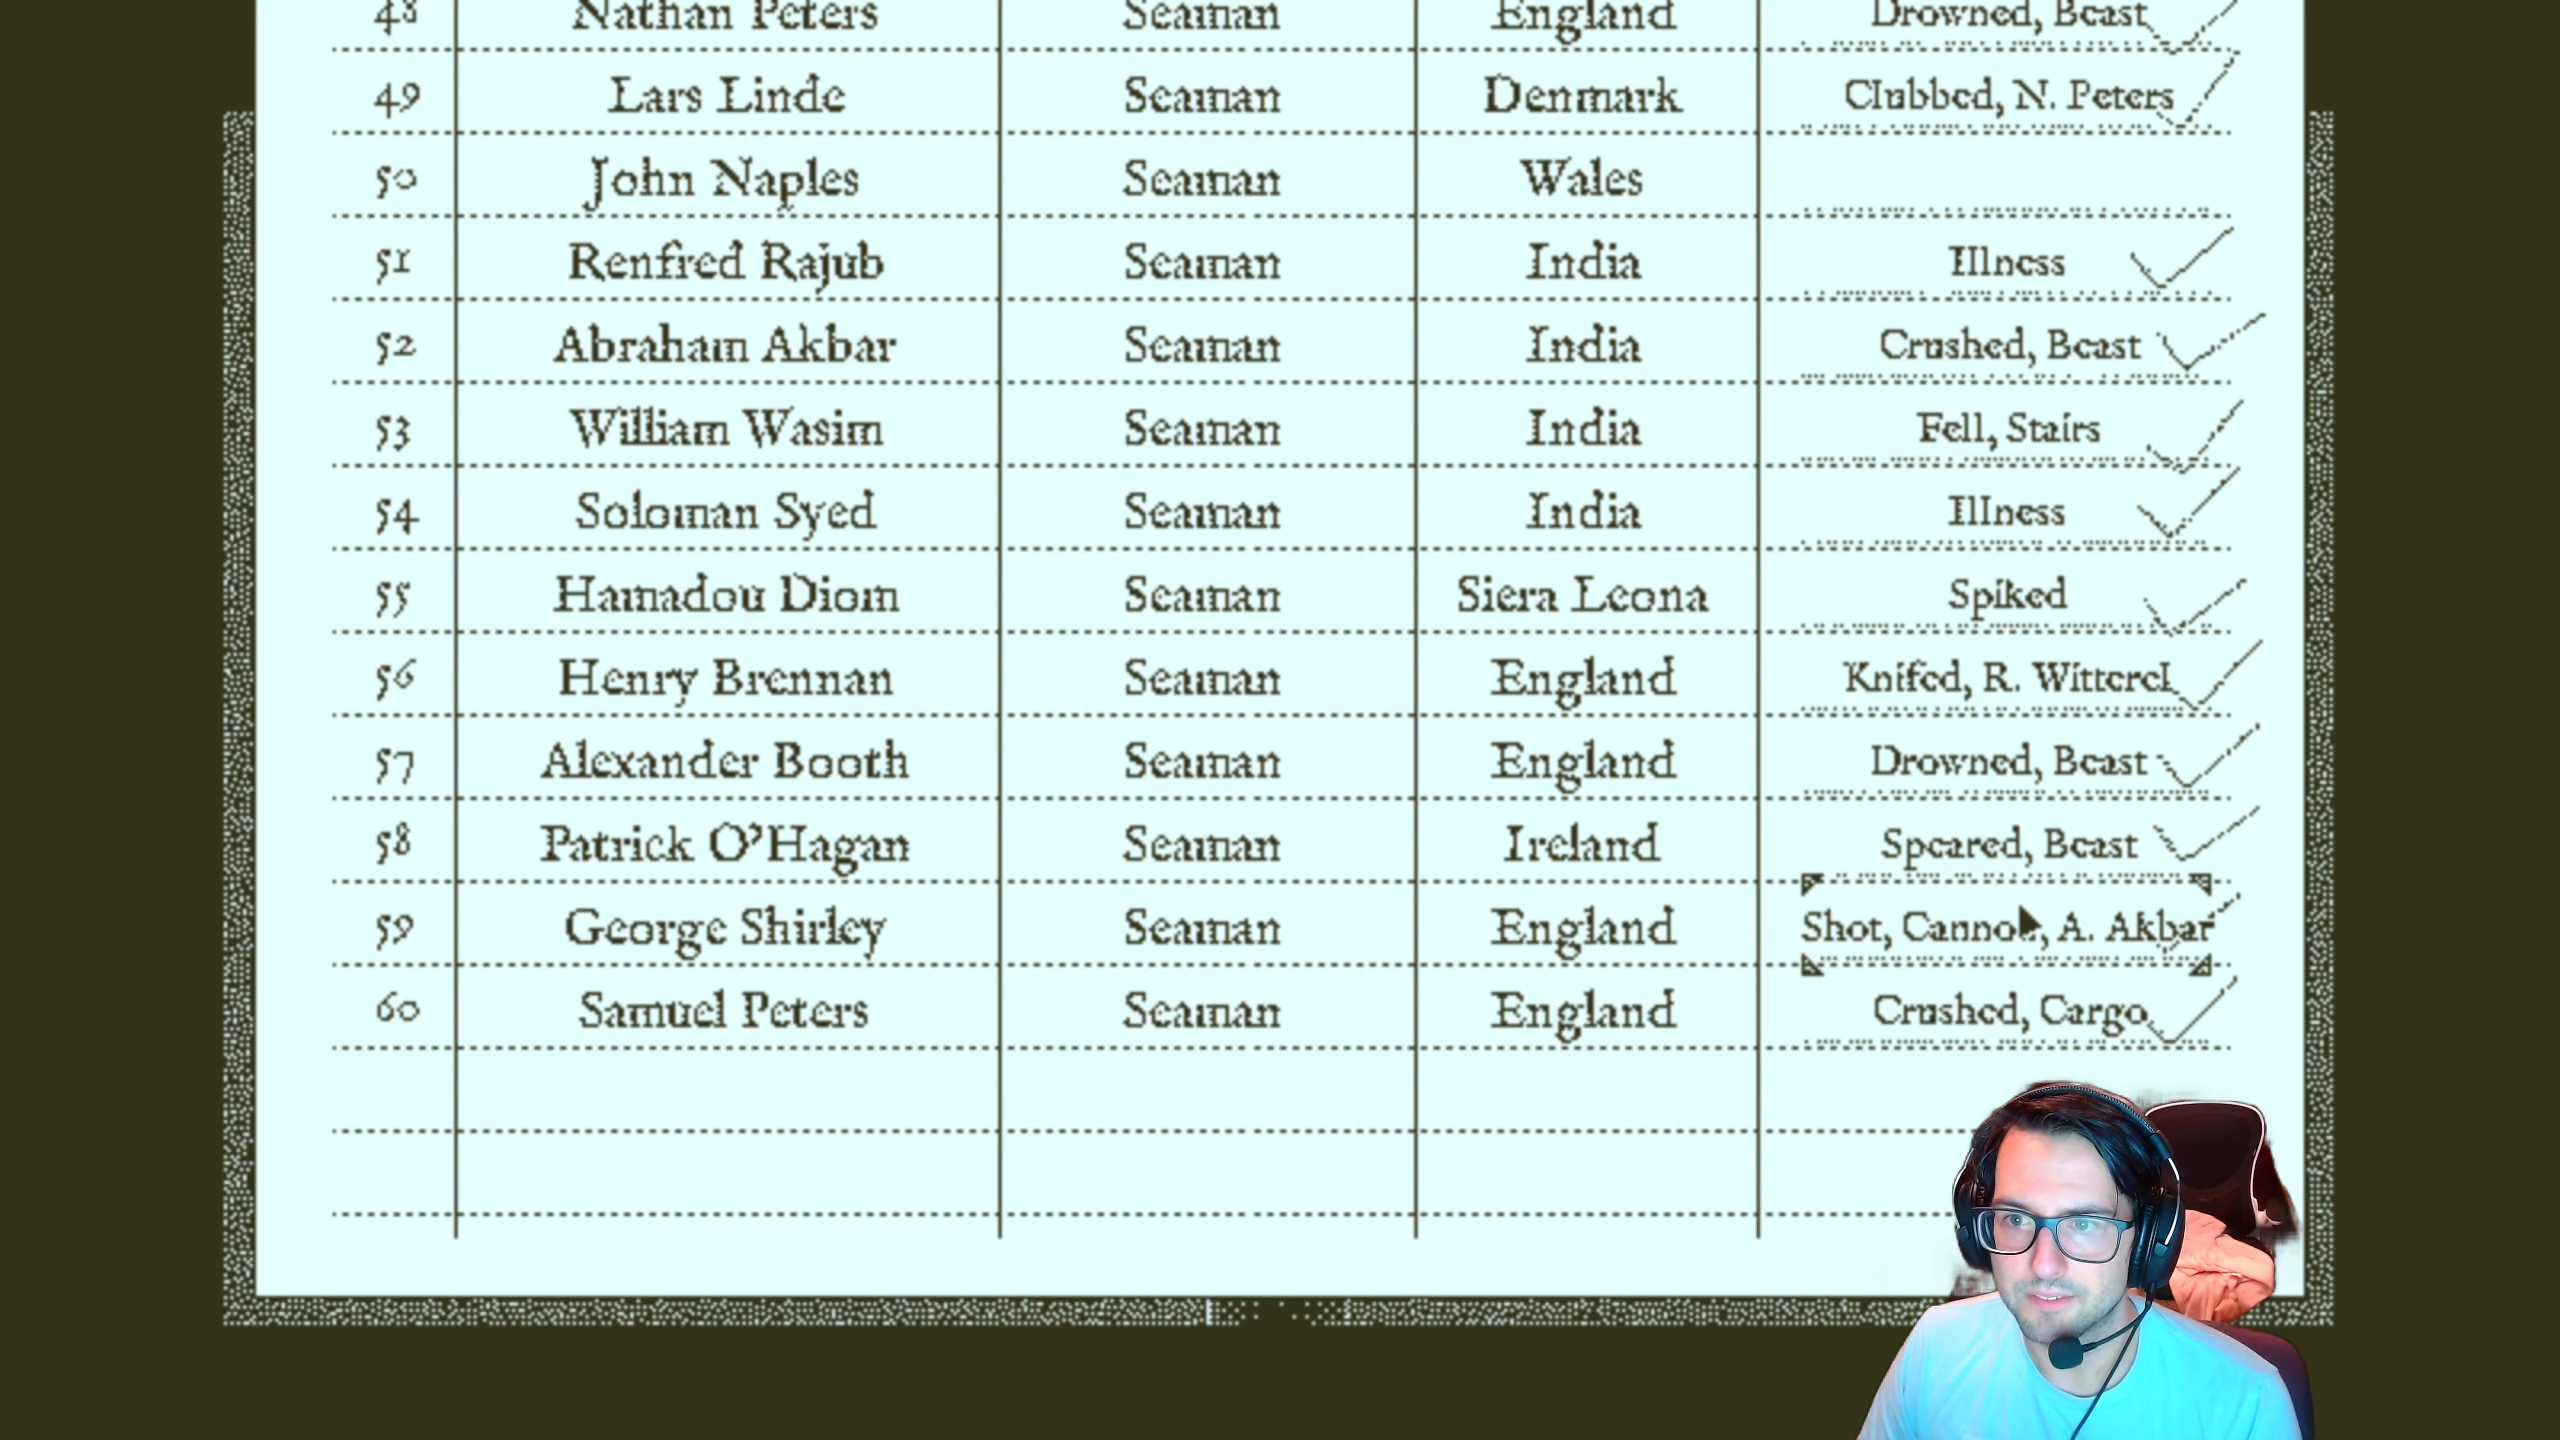 48 Nathan Peters Seaman England Drowned, Beast
49 Lars Linde Seaman Denmark Clubbed, N. Peters
50 John Naples Seaman Wales
51 Renfred Rajub Seaman India Illness
52 Abraham Akbar Seaman India Crushed, Beast
53 William Wasim Seaman India Fell, Stairs
54 Soloman Syed Seaman India Illness
55 Hamadou Diom Seaman Siera Leona Spiked
56 Henry Brennan Seaman England Knifed, R. Witterel
57 Alexander Booth Seaman England Drowned, Beast
58 Patrick O'Hagan Seaman Ireland Speared, Beast
59 George Shirley Seaman England Shot, Cannon, A. Akbar
60 Samuel Peters Seaman England Crushed, Cargo